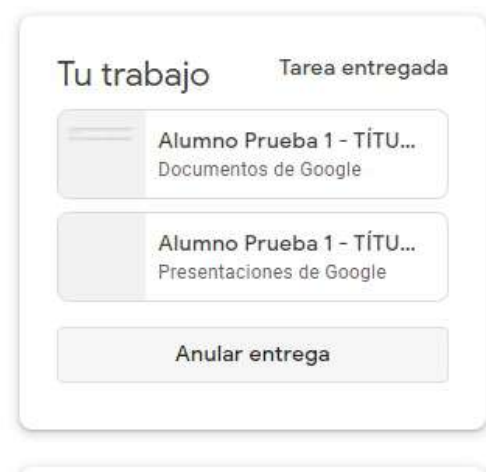 Tu trabajo
Tarea entregada
Alumno Prueba 1 - TÍTU...
Documentos de Google
Alumno Prueba 1 - TÍTU...
Presentaciones de Google
Anular entrega